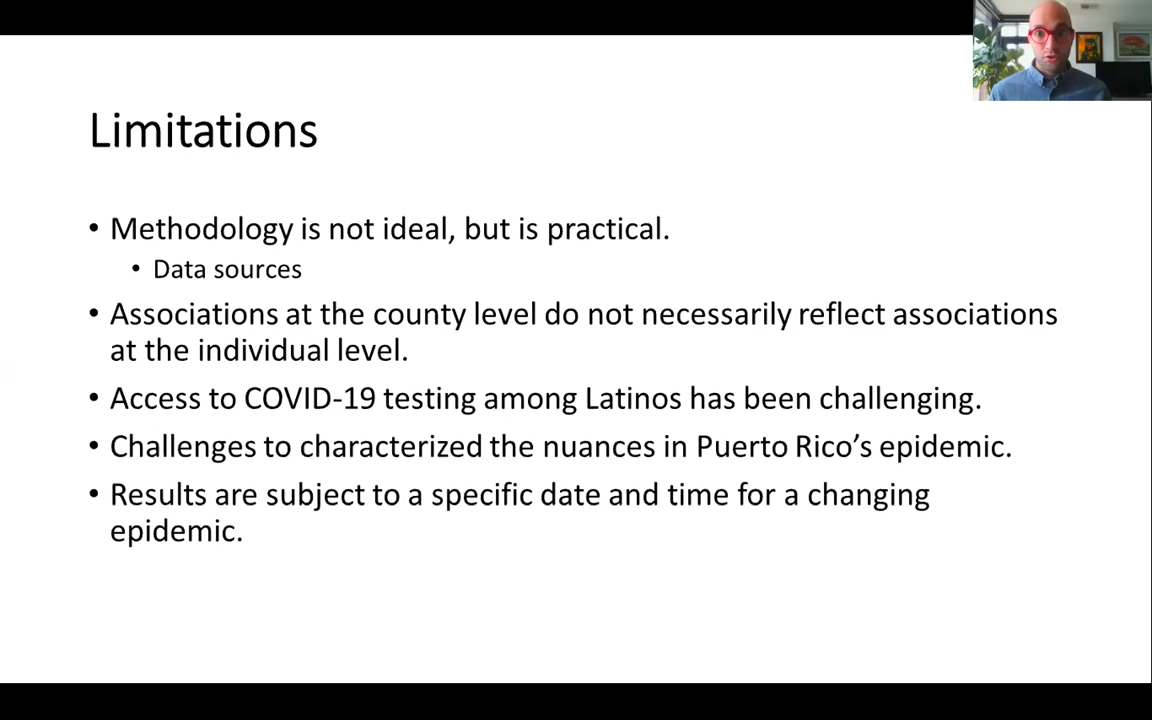 Limitations
• Methodology is not ideal, but is practical.
• Data sources
• Associations at the county level do not necessarily reflect associations
at the individual level.
• Access to COVID-19 testing among Latinos has been challenging.
• Challenges to characterized the nuances in Puerto Rico’s epidemic.
• Results are subject to a specific date and time for a changing
epidemic.